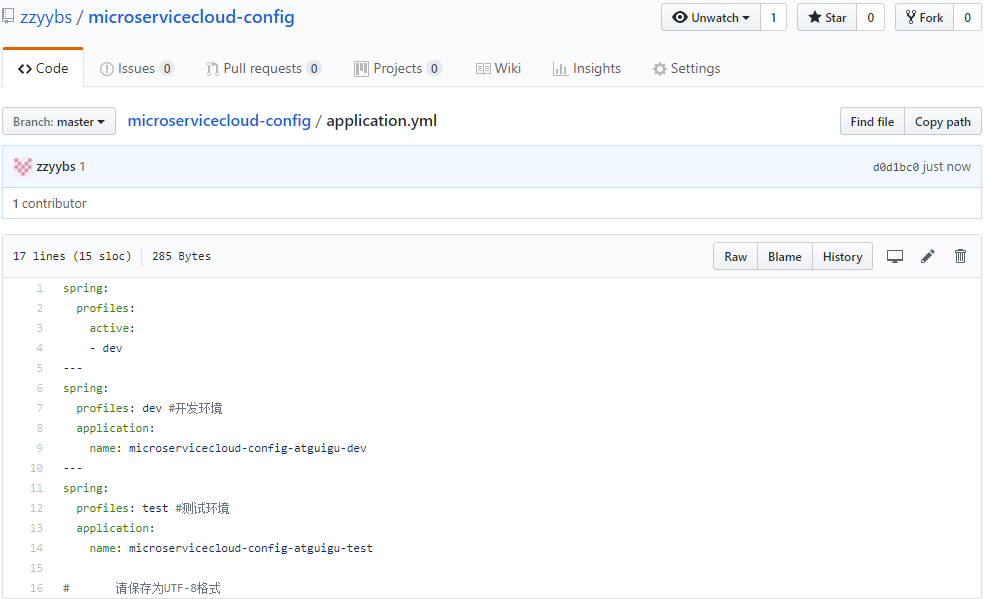 zzyybs / microservicecloud-config
Unwatch 1 Star 0 Fork 0
Code Issues 0 Pull requests 0 Projects 0 Wiki Insights Settings
Branch: master microservicecloud-config / application.yml Find file Copy path
zzyybs 1 d0d1bc0 just now
1 contributor
17 lines (15 sloc) 285 Bytes Raw Blame History
1 spring:
2   profiles:
3     active:
4     - dev
5 ---
6 spring:
7   profiles: dev #开发环境
8   application:
9     name: microservicecloud-config-atguigu-dev
10 ---
11 spring:
12   profiles: test #测试环境
13   application:
14     name: microservicecloud-config-atguigu-test
15
16 #       请保存为UTF-8格式